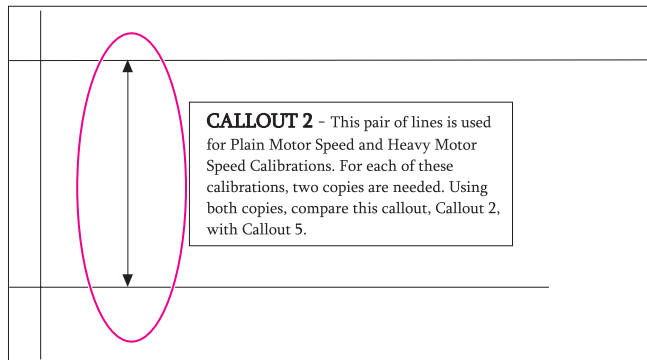 CALLOUT 2 - This pair of lines is used
for Plain Motor Speed and Heavy Motor
Speed Calibrations. For each of these
calibrations, two copies are needed. Using
both copies, compare this callout, Callout 2,
with Callout 5.